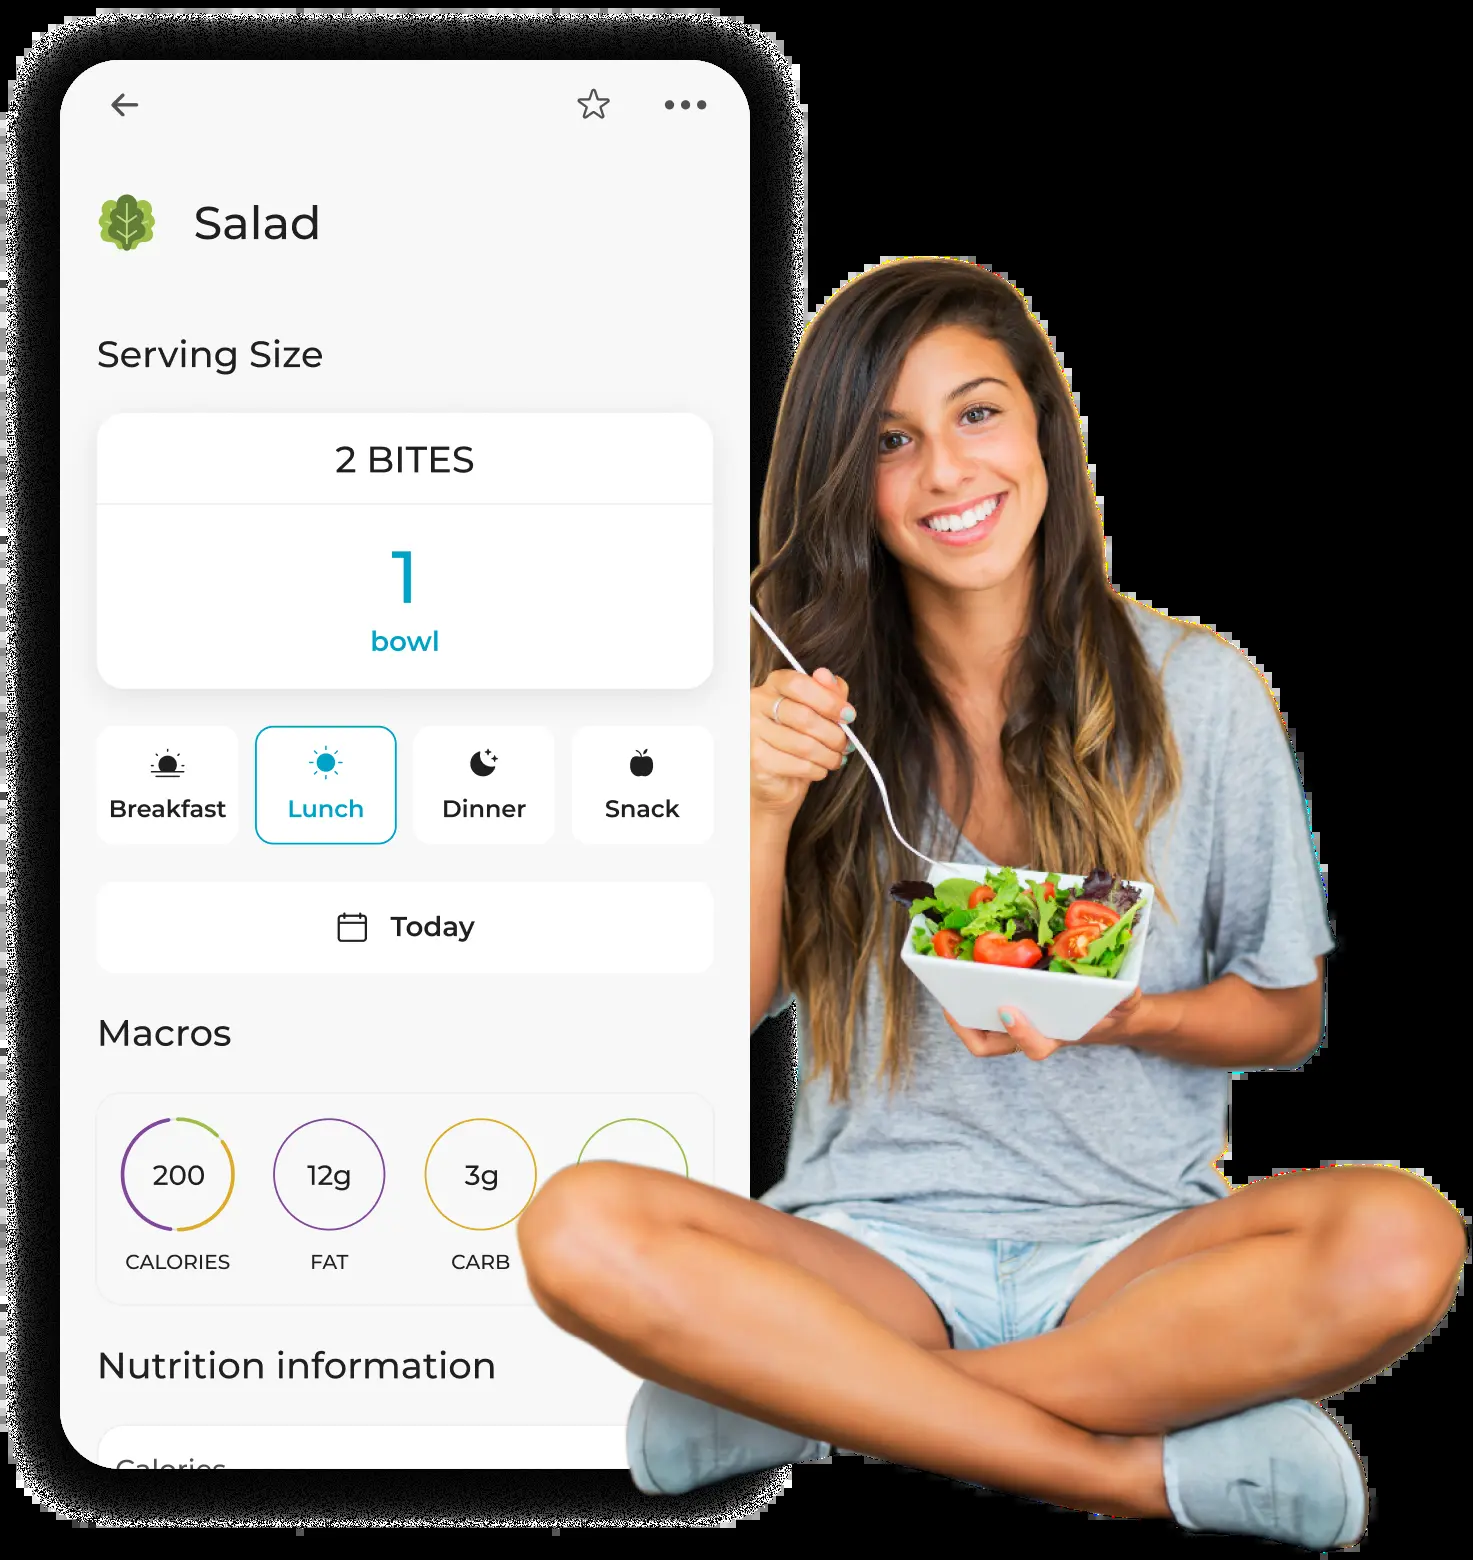 Salad
Serving Size
2 BITES
1
bowl
Breakfast Lunch Dinner Snack
Today
Macros
200 12g 3g
CALORIES FAT CARB
Nutrition information
Calories